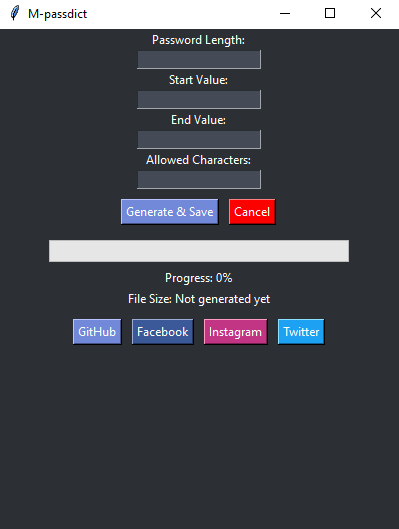 M-passdict
Password Length:
Start Value:
End Value:
Allowed Characters:
Generate & Save Cancel
Progress: 0%
File Size: Not generated yet
GitHub Facebook Instagram Twitter